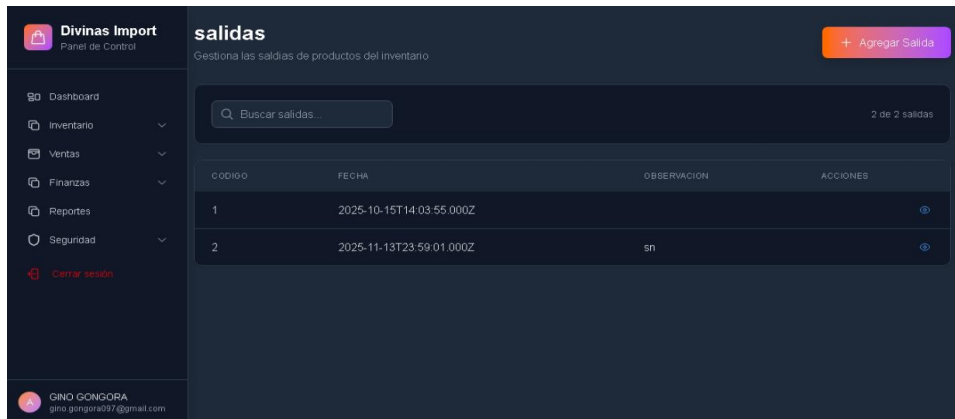 Divinas Import
Panel de Control
Dashboard
Inventario
Ventas
Finanzas
Reportes
Seguridad
Cerrar sesión
A
GINO GONGORA
gino.gongora097@gmail.com
salidas
Gestiona las saldias de productos del inventario
+ Agregar Salida
Buscar salidas...
2 de 2 salidas
CODIGO FECHA OBSERVACION ACCIONES
1 2025-10-15T14:03:55.000Z
2 2025-11-13T23:59:01.000Z sn